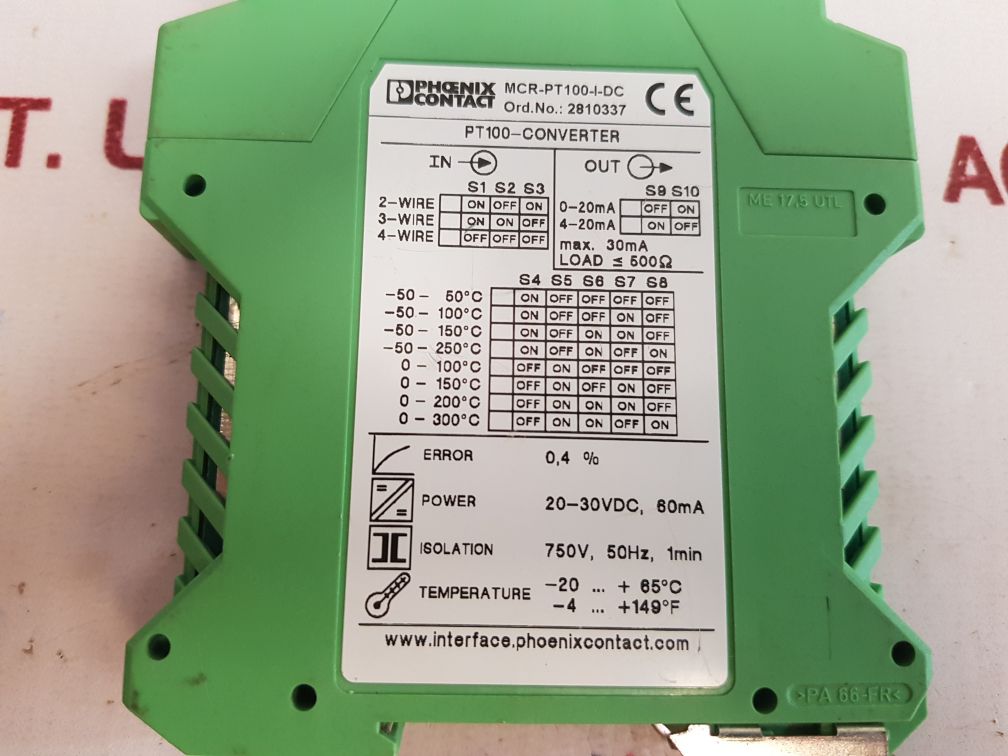 PHŒNIX CONTACT
MCR-PT100-I-DC
Ord.No.: 2810337
CE
PT100-CONVERTER
IN
S1 S2 S3
2-WIRE ON OFF ON
3-WIRE ON ON OFF
4-WIRE OFF OFF OFF
OUT
S9 S10
0-20mA OFF ON
4-20mA ON OFF
max. 30mA
LOAD ≤ 500Ω
ME 17,5 UTL
S4 S5 S6 S7 S8
-50 - 50°C ON OFF OFF OFF OFF
-50 - 100°C ON OFF OFF ON OFF
-50 - 150°C ON OFF ON ON OFF
-50 - 250°C ON OFF ON OFF ON
0 - 100°C OFF ON OFF OFF OFF
0 - 150°C OFF ON OFF ON OFF
0 - 200°C OFF ON ON ON OFF
0 - 300°C OFF ON ON OFF ON
ERROR 0,4 %
POWER 20-30VDC, 60mA
ISOLATION 750V, 50Hz, 1min
TEMPERATURE -20 ... + 65°C
-4 ... +149°F
www.interface.phoenixcontact.com
>PA 66-FR<
T. U